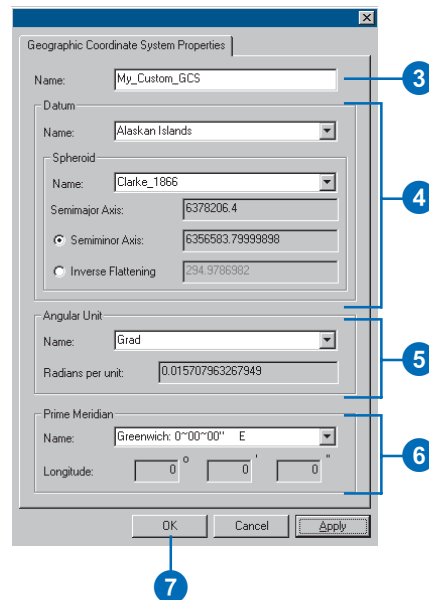 Geographic Coordinate System Properties
Name: My_Custom_GCS
3
Datum
Name: Alaskan Islands
Spheroid
Name: Clarke_1866
4
Semimajor Axis: 6378206.4
Semiminor Axis: 6356583.79999898
Inverse Flattening 294.9786982
Angular Unit
Name: Grad
5
Radians per unit: 0.015707963267949
Prime Meridian
Name: Greenwich: 0~00~00" E
6
Longitude: 0 ° 0 ' 0 "
OK Cancel Apply
7